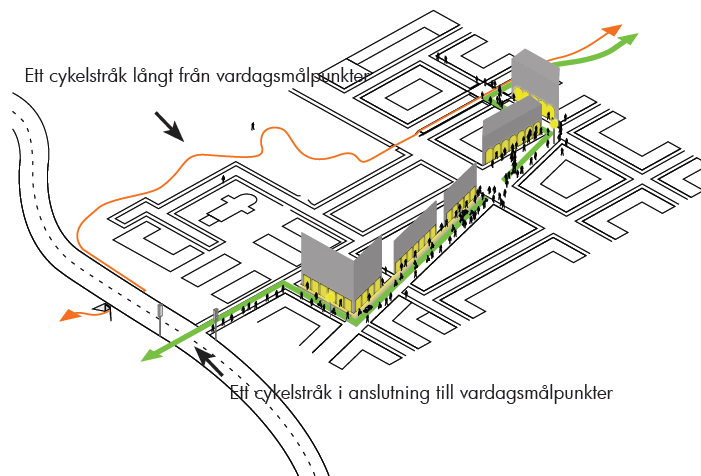 Ett cykelstråk långt från vardagsmålpunkter
Ett cykelstråk i anslutning till vardagsmålpunkter